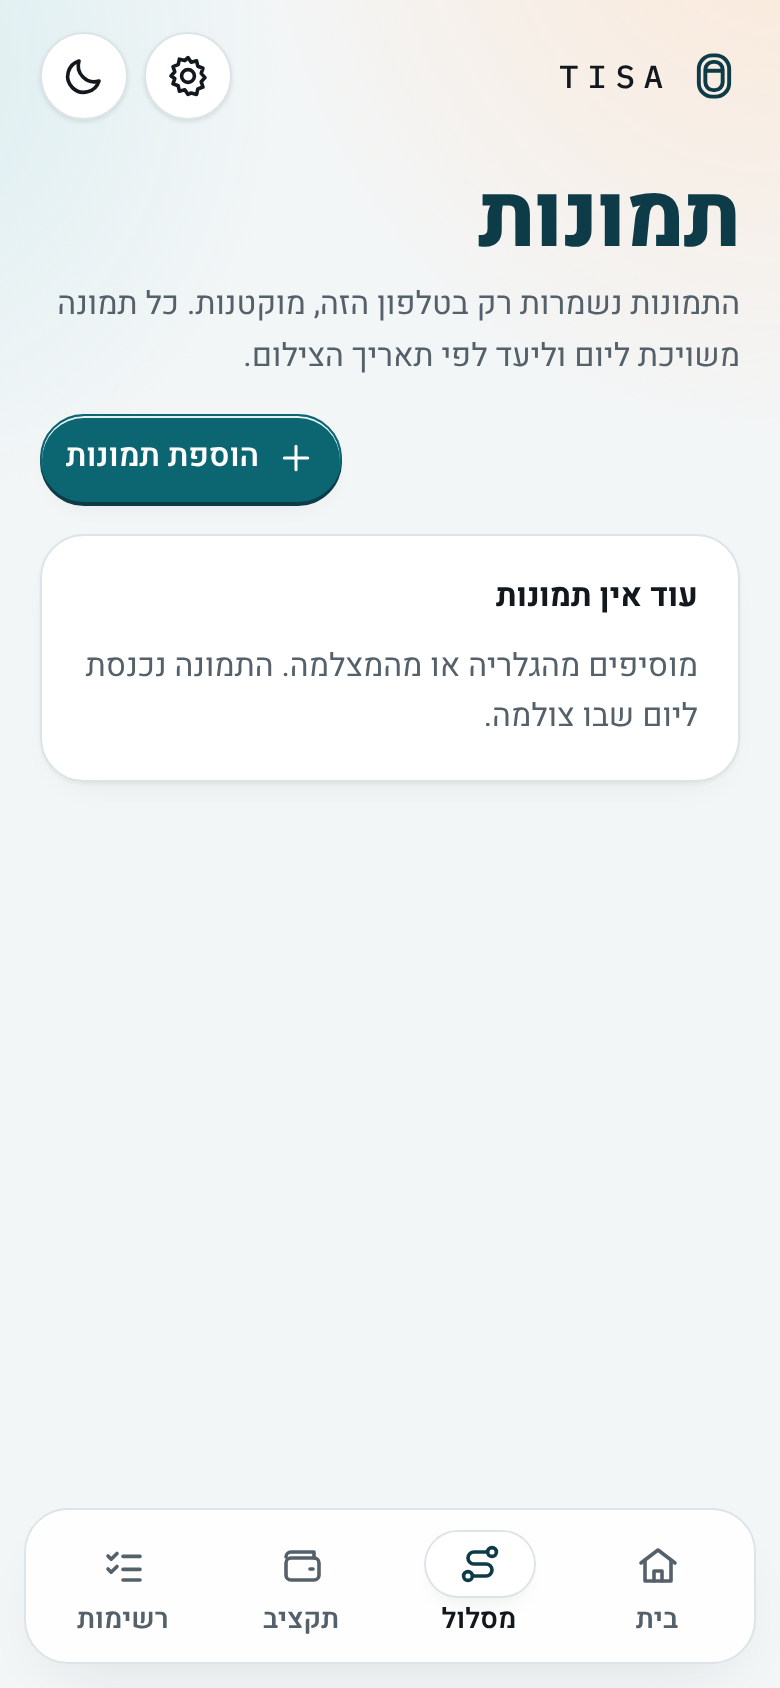 TISA
תמונות
התמונות נשמרות רק בטלפון הזה, מוקטנות. כל תמונה
משויכת ליום וליעד לפי תאריך הצילום.
הוספת תמונות
עוד אין תמונות
מוסיפים מהגלריה או מהמצלמה. התמונה נכנסת
ליום שבו צולמה.
בית
מסלול
תקציב
רשימות